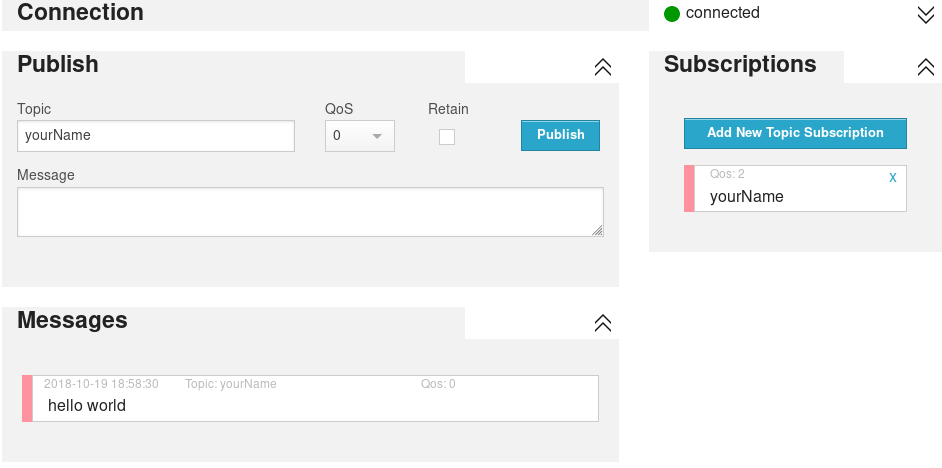 Connection
connected
Publish
Subscriptions
Topic
QoS
Retain
yourName
0
Publish
Add New Topic Subscription
Message
Qos: 2
x
yourName
Messages
2018-10-19 18:58:30 Topic: yourName Qos: 0
hello world